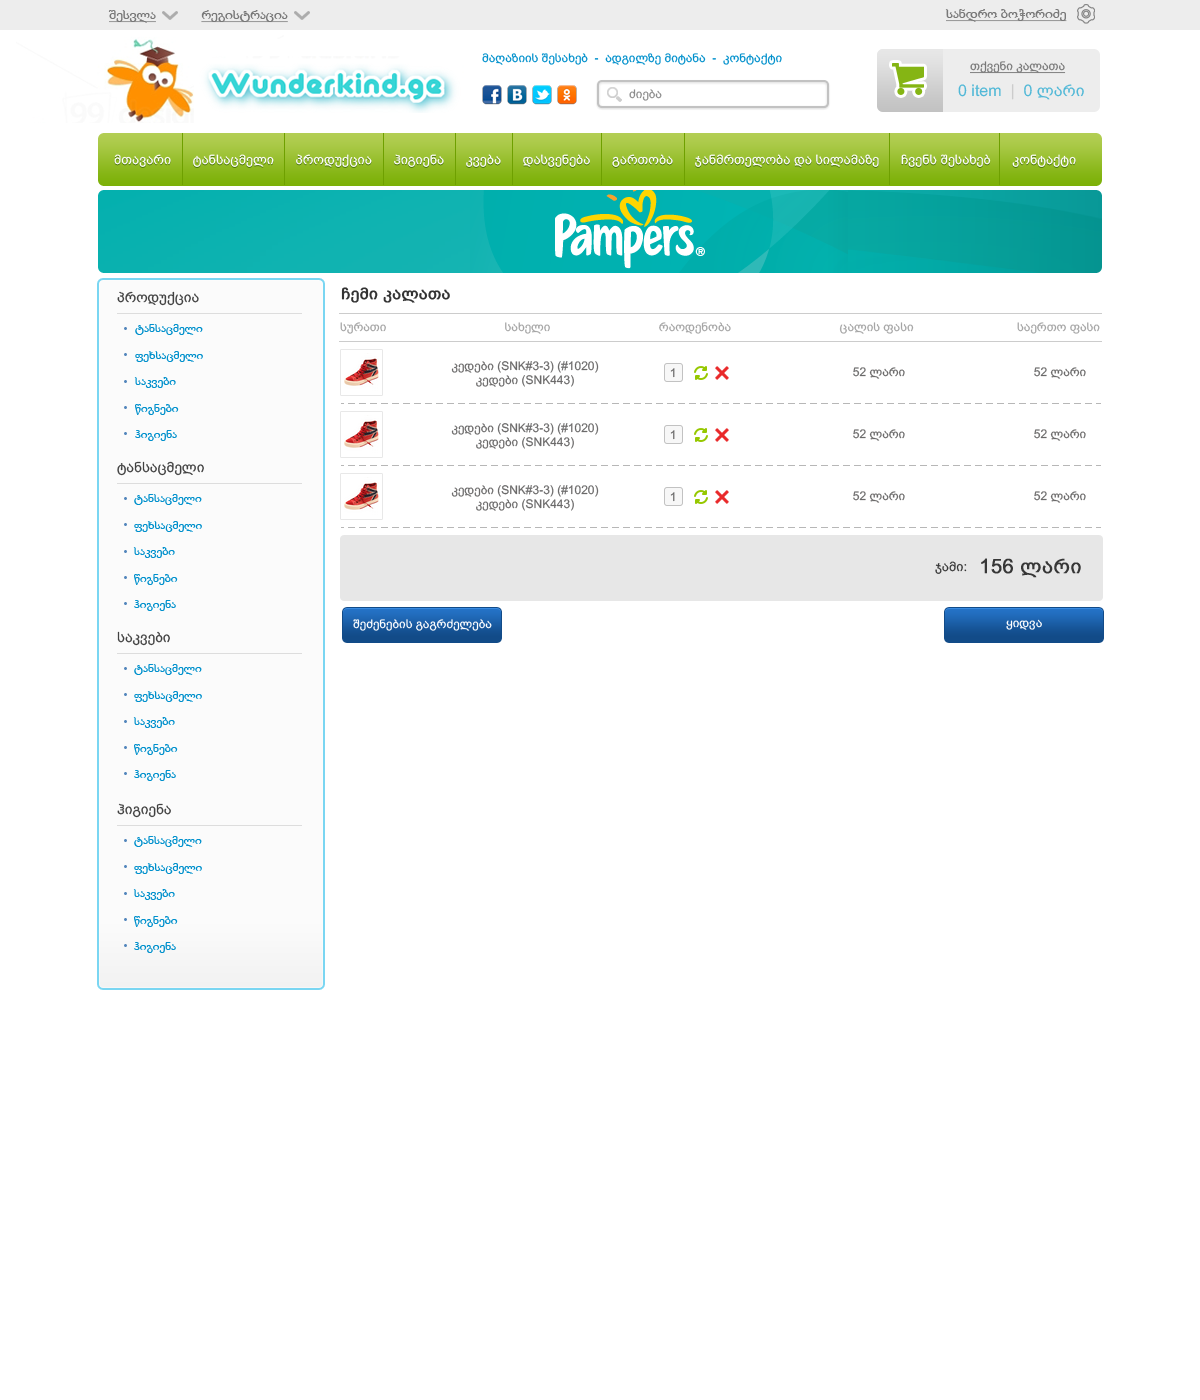 შესვლა რეგისტრაცია სანდრო ბოჭორიძე
Wunderkind.ge
მაღაზიის შესახებ - ადგილზე მიტანა - კონტაქტი
ძიება
თქვენი კალათა
0 item | 0 ლარი
მთავარი ტანსაცმელი პროდუქცია ჰიგიენა კვება დასვენება გართობა ჯანმრთელობა და სილამაზე ჩვენს შესახებ კონტაქტი
Pampers®
პროდუქცია
• ტანსაცმელი
• ფეხსაცმელი
• საკვები
• წიგნები
• ჰიგიენა
ტანსაცმელი
• ტანსაცმელი
• ფეხსაცმელი
• საკვები
• წიგნები
• ჰიგიენა
საკვები
• ტანსაცმელი
• ფეხსაცმელი
• საკვები
• წიგნები
• ჰიგიენა
ჰიგიენა
• ტანსაცმელი
• ფეხსაცმელი
• საკვები
• წიგნები
• ჰიგიენა
ჩემი კალათა
სურათი სახელი რაოდენობა ცალის ფასი საერთო ფასი
კედები (SNK#3-3) (#1020)
კედები (SNK443)
1 52 ლარი 52 ლარი
კედები (SNK#3-3) (#1020)
კედები (SNK443)
1 52 ლარი 52 ლარი
კედები (SNK#3-3) (#1020)
კედები (SNK443)
1 52 ლარი 52 ლარი
ჯამი: 156 ლარი
შეძენების გაგრძელება ყიდვა